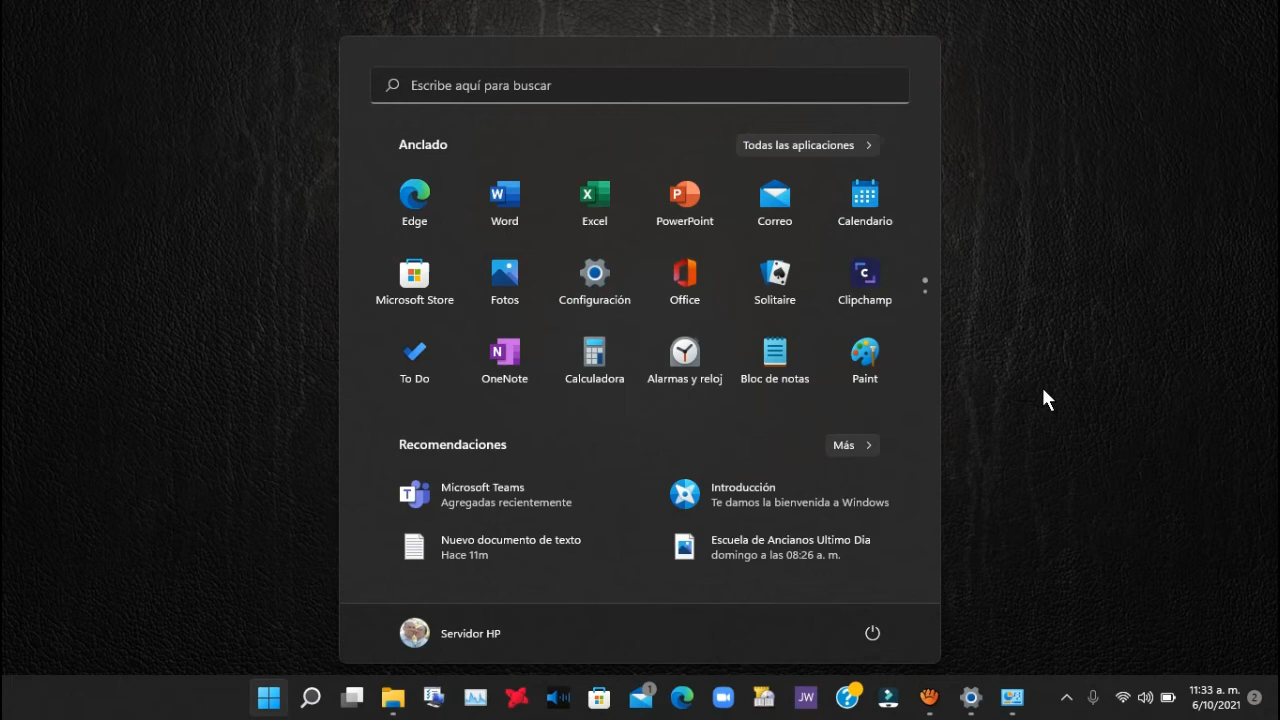 Escribe aquí para buscar
Anclado
Todas las aplicaciones
Edge
Word
Excel
PowerPoint
Correo
Calendario
Microsoft Store
Fotos
Configuración
Office
Solitaire
Clipchamp
To Do
OneNote
Calculadora
Alarmas y reloj
Bloc de notas
Paint
Recomendaciones
Más
Microsoft Teams
Agregadas recientemente
Introducción
Te damos la bienvenida a Windows
Nuevo documento de texto
Hace 11m
Escuela de Ancianos Ultimo Dia
domingo a las 08:26 a. m.
Servidor HP
1
JW
11:33 a. m.
6/10/2021
2